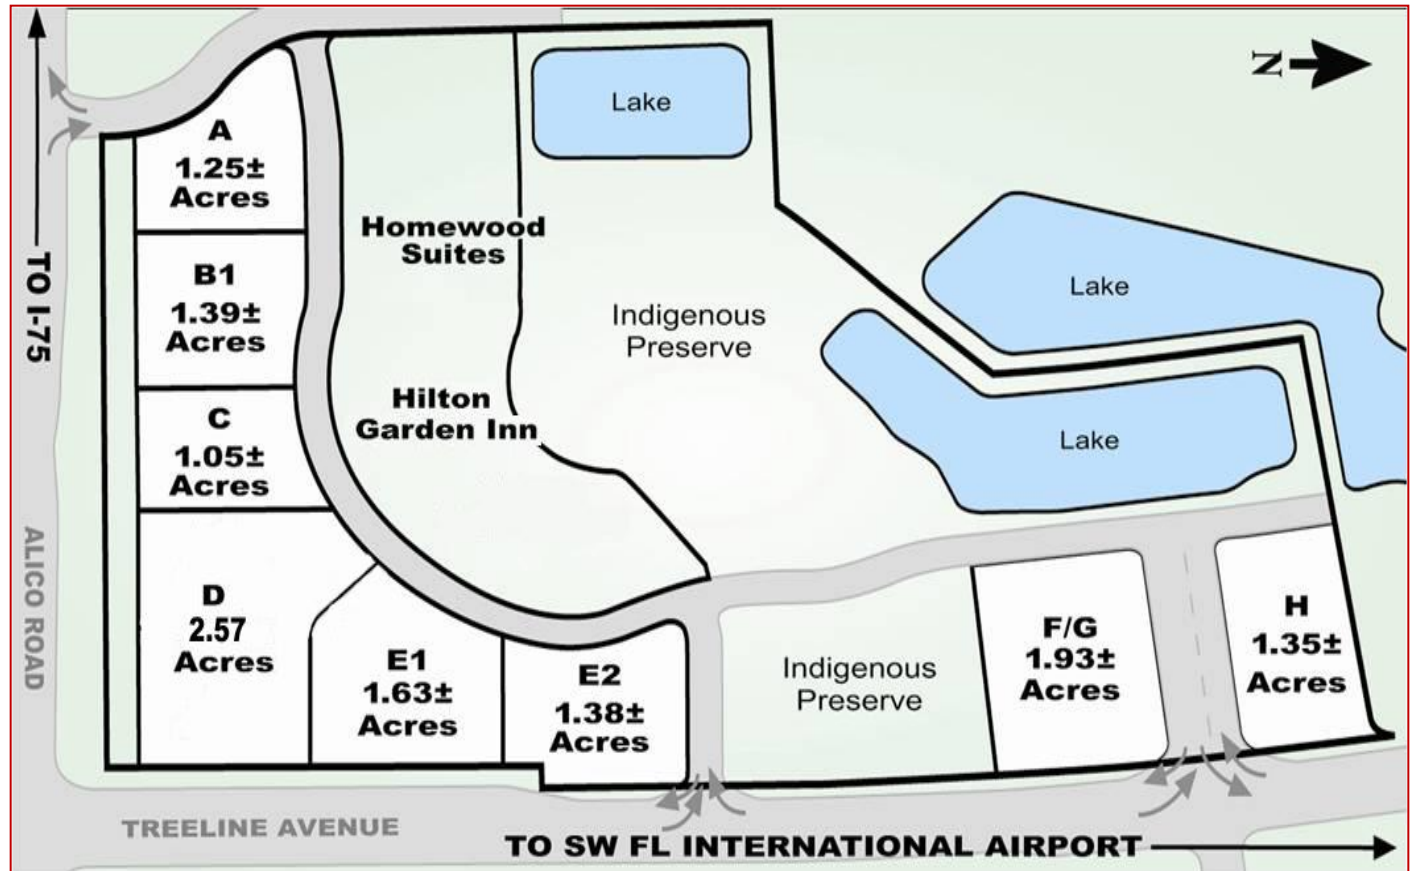 N
Lake
A
1.25±
Acres
Homewood
Suites
TO I-75
B1
1.39±
Acres
Lake
Indigenous
Preserve
Hilton
Garden Inn
C
1.05±
Acres
Lake
ALICO ROAD
D
2.57
Acres
E1
1.63±
Acres
E2
1.38±
Acres
Indigenous
Preserve
F/G
1.93±
Acres
H
1.35±
Acres
TREELINE AVENUE
TO SW FL INTERNATIONAL AIRPORT